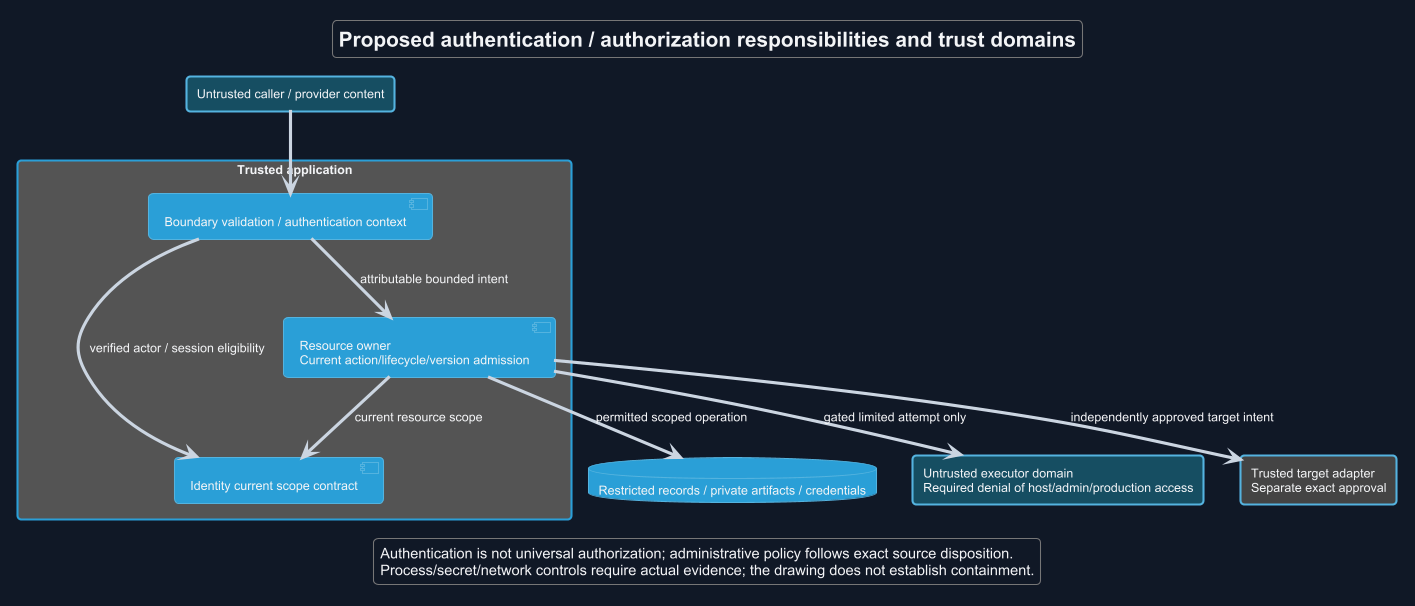 Proposed authentication / authorization responsibilities and trust domains
Untrusted caller / provider content
Trusted application
Boundary validation / authentication context
attributable bounded intent
verified actor / session eligibility
Resource owner
Current action/lifecycle/version admission
current resource scope
permitted scoped operation
gated limited attempt only
independently approved target intent
Identity current scope contract
Restricted records / private artifacts / credentials
Untrusted executor domain
Required denial of host/admin/production access
Trusted target adapter
Separate exact approval
Authentication is not universal authorization; administrative policy follows exact source disposition.
Process/secret/network controls require actual evidence; the drawing does not establish containment.